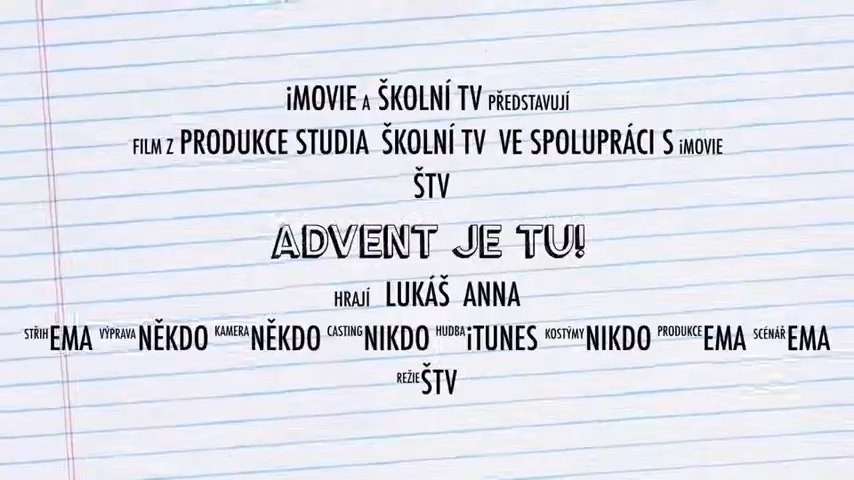 iMOVIE A ŠKOLNÍ TV PŘEDSTAVUJÍ
FILM Z PRODUKCE STUDIA ŠKOLNÍ TV VE SPOLUPRÁCI S iMOVIE
ŠTV
ADVENT JE TU!
HRAJÍ LUKÁŠ ANNA
STŘIH EMA VÝPRAVA NĚKDO KAMERA NĚKDO CASTING NIKDO HUDBA iTUNES KOSTÝMY NIKDO PRODUKCE EMA SCÉNÁŘ EMA
REŽIE ŠTV